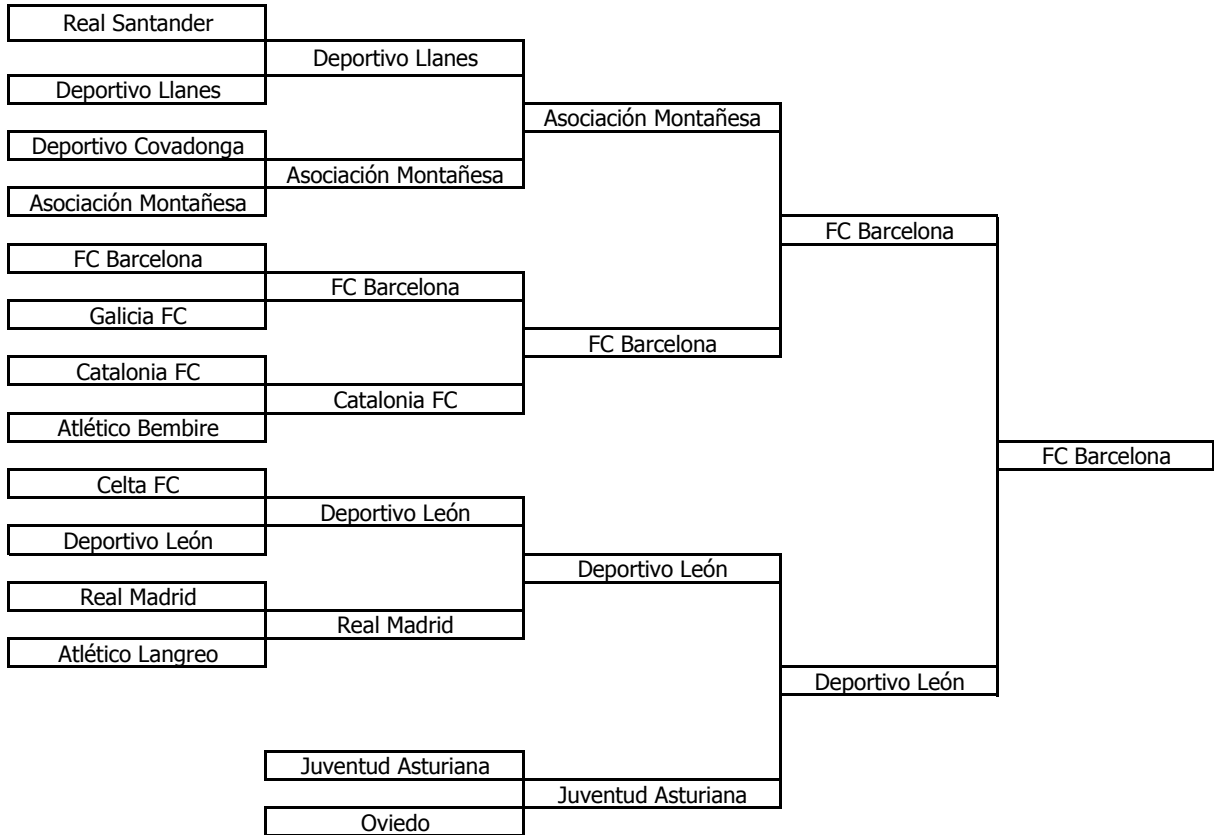 Real Santander
Deportivo Llanes
Deportivo Llanes
Asociación Montañesa
Deportivo Covadonga
Asociación Montañesa
Asociación Montañesa
FC Barcelona
FC Barcelona
FC Barcelona
Galicia FC
FC Barcelona
Catalonia FC
Catalonia FC
Atlético Bembire
FC Barcelona
Celta FC
Deportivo León
Deportivo León
Deportivo León
Real Madrid
Real Madrid
Atlético Langreo
Deportivo León
Juventud Asturiana
Juventud Asturiana
Oviedo